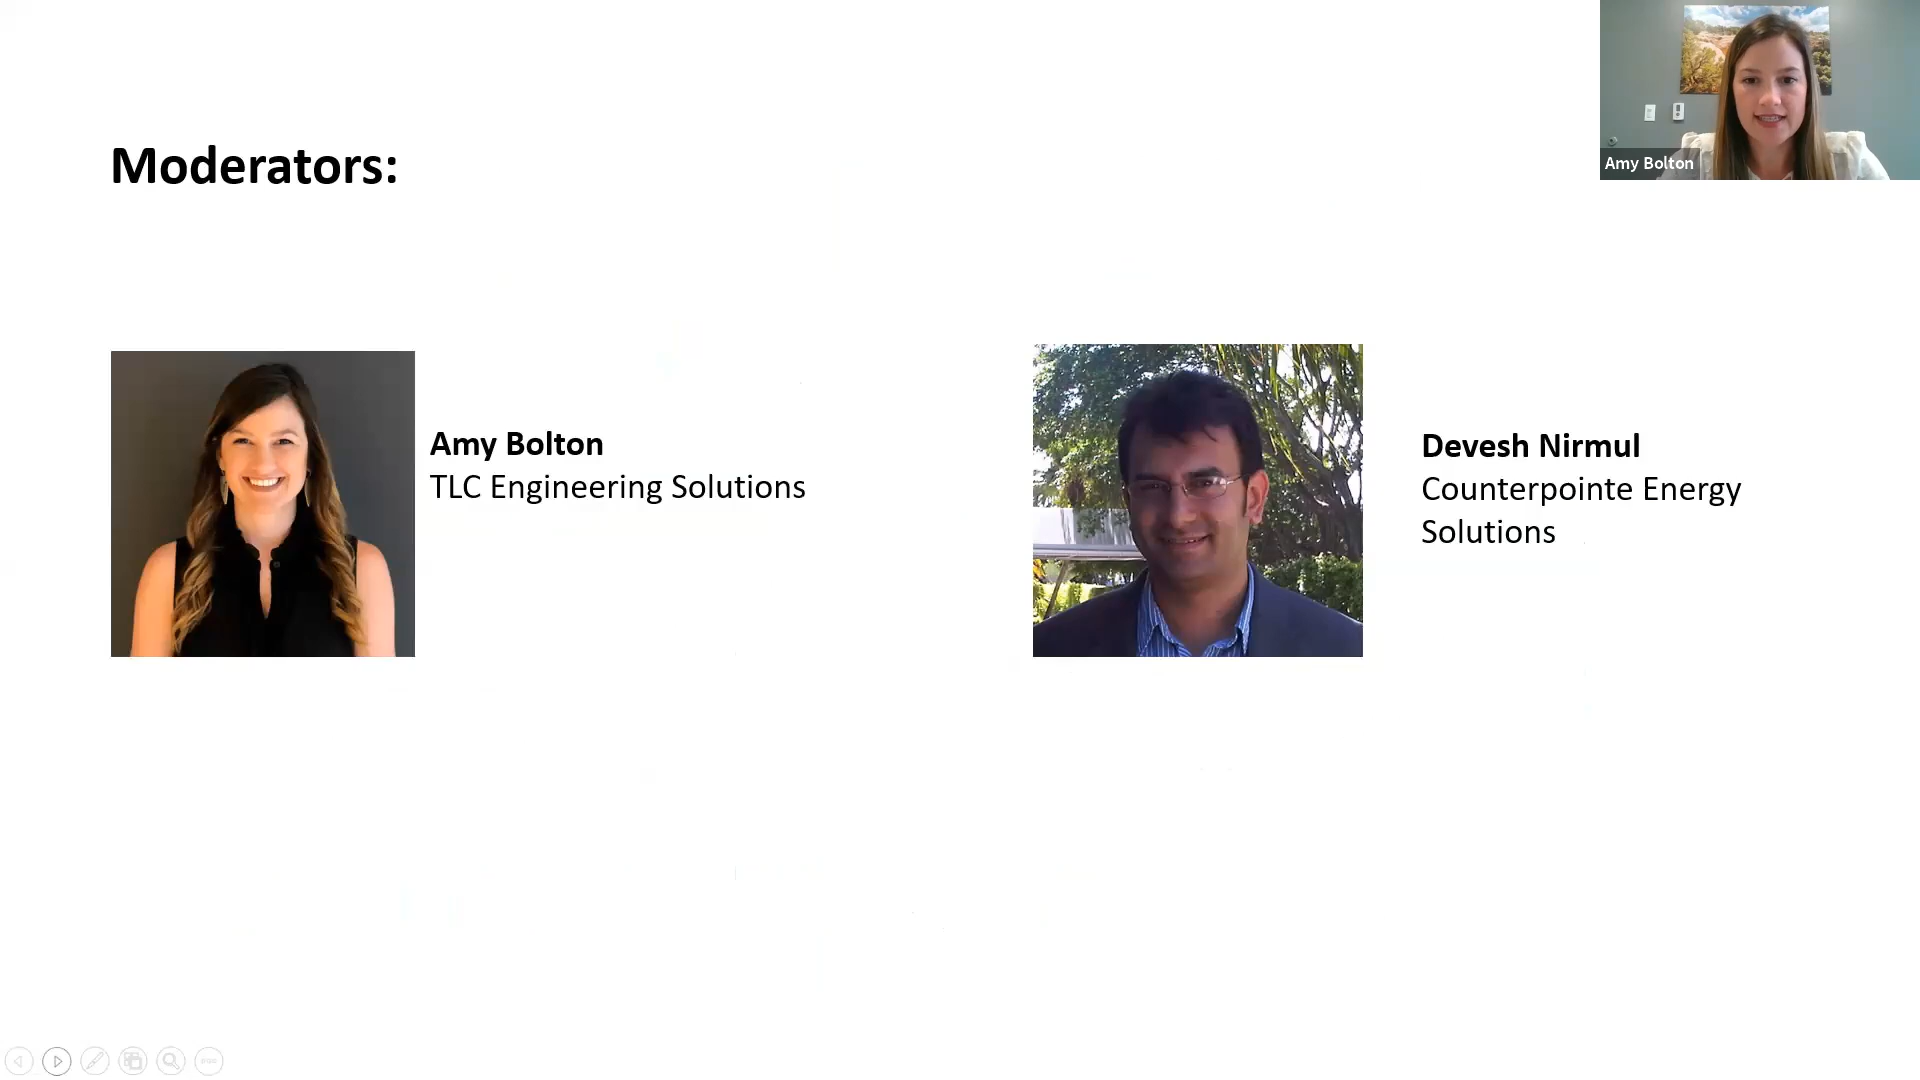 Amy Bolton
Moderators:
Amy Bolton
TLC Engineering Solutions
Devesh Nirmul
Counterpointe Energy
Solutions